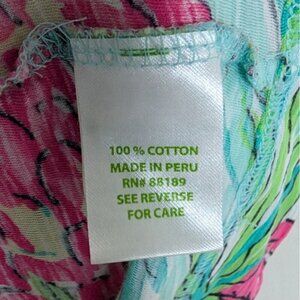 100 % COTTON
MADE IN PERU
RN# 88189
SEE REVERSE
FOR CARE